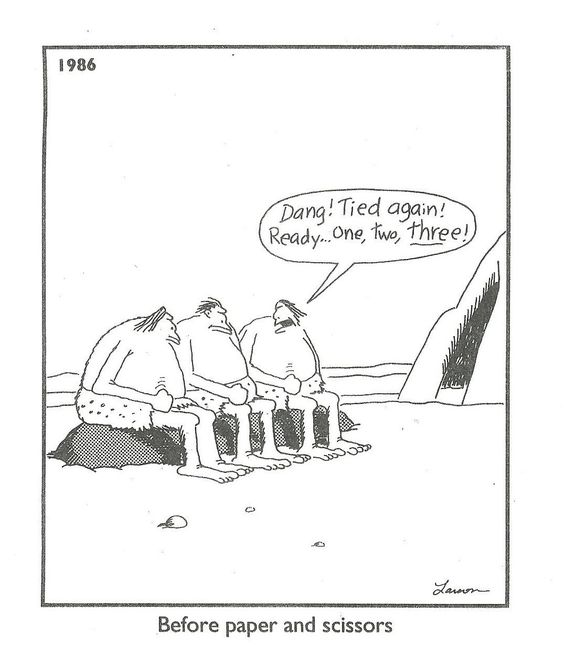 1986
Dang! Tied again!
Ready... One, two, three!
Larson
Before paper and scissors